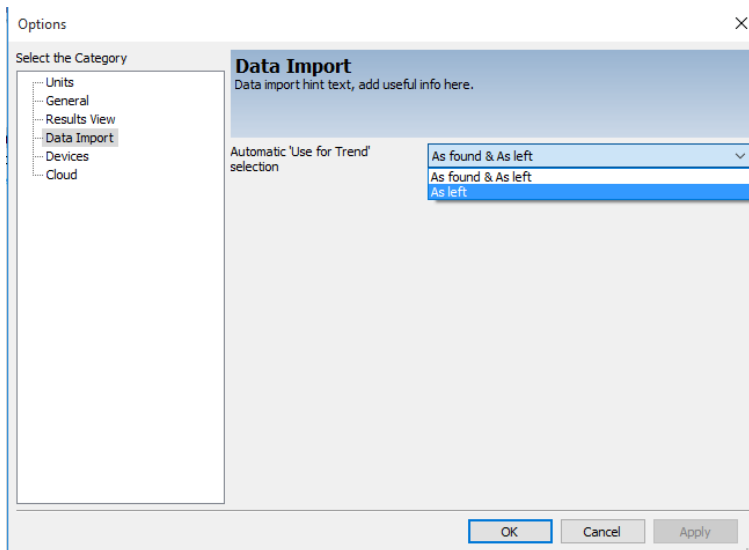 Options
Select the Category
Units
General
Results View
Data Import
Devices
Cloud
Data Import
Data import hint text, add useful info here.
Automatic 'Use for Trend'
selection
As found & As left
As found & As left
As left
OK
Cancel
Apply